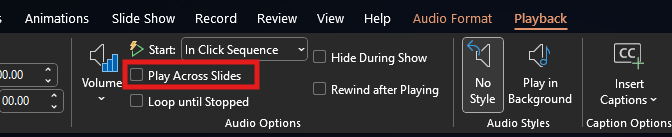 Animations Slide Show Record Review View Help Audio Format Playback
Start: In Click Sequence
Hide During Show
00.00
Play Across Slides
Volume
No Style
Play in Background
Insert Captions
00.00
Loop until Stopped
Rewind after Playing
Audio Options
Audio Styles
Caption Options